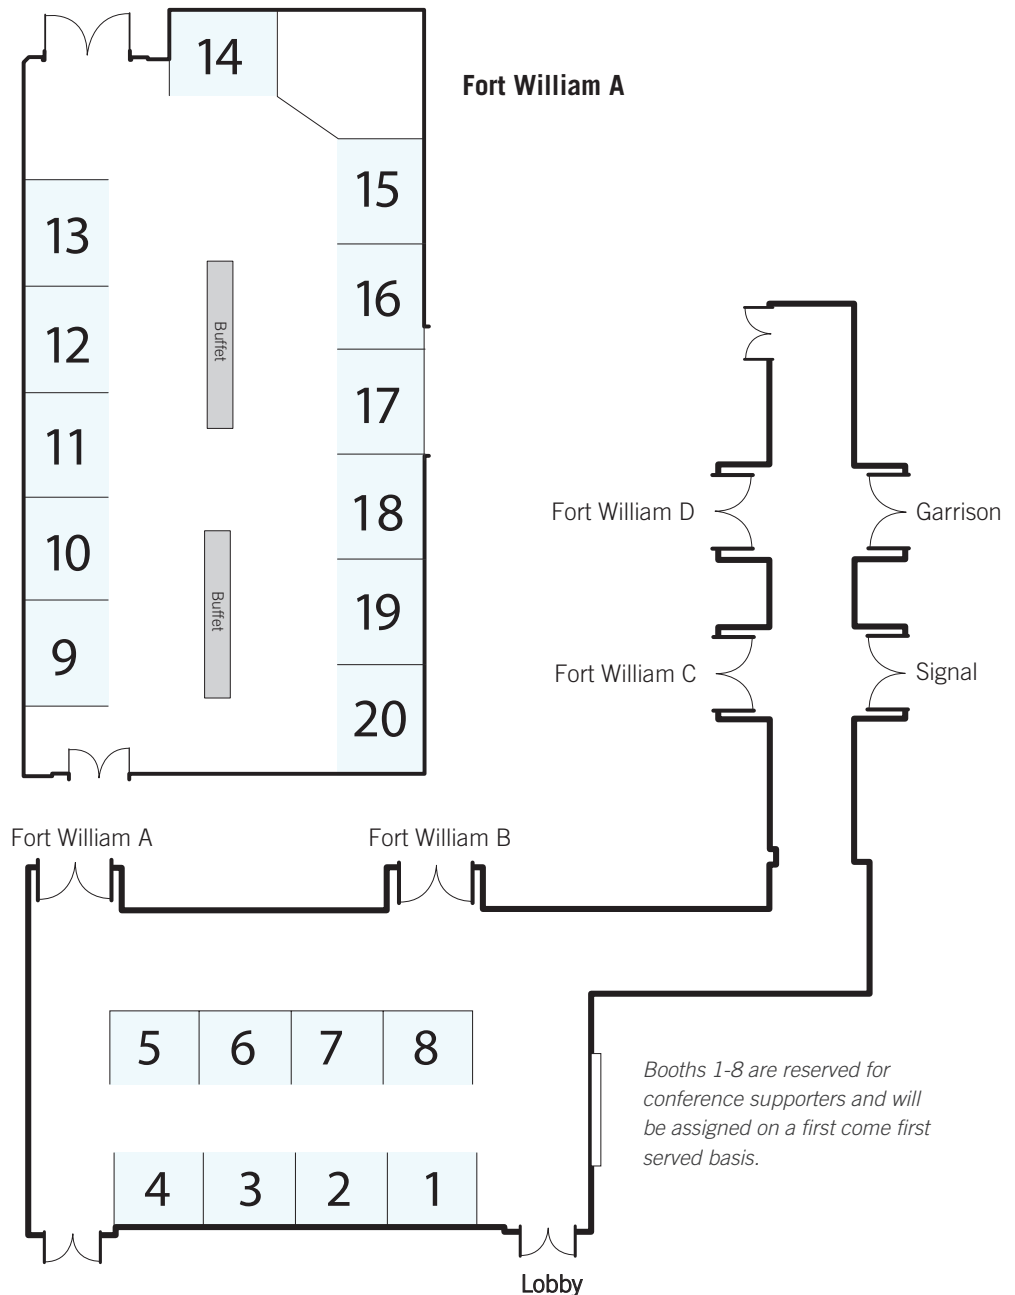 14
Fort William A
15
13
16
12
Buffet
17
11
18
10
Buffet
19
9
20
Fort William D
Garrison
Fort William C
Signal
Fort William A
Fort William B
5
6
7
8
Booths 1-8 are reserved for
conference supporters and will
be assigned on a first come first
served basis.
4
3
2
1
Lobby